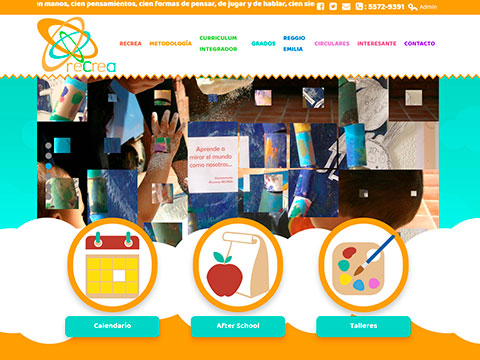 en manos, cien pensamientos, cien formas de pensar, de jugar y de hablar, cien sie
: 5572-9391
Admin
recrea
RECREA
METODOLOGÍA
CURRICULUM
INTEGRADOR
GRADOS
REGGIO
EMILIA
CIRCULARES
INTERESANTE
CONTACTO
Aprende a
mirar el mundo
como nosotros...
Calendario
After School
Talleres